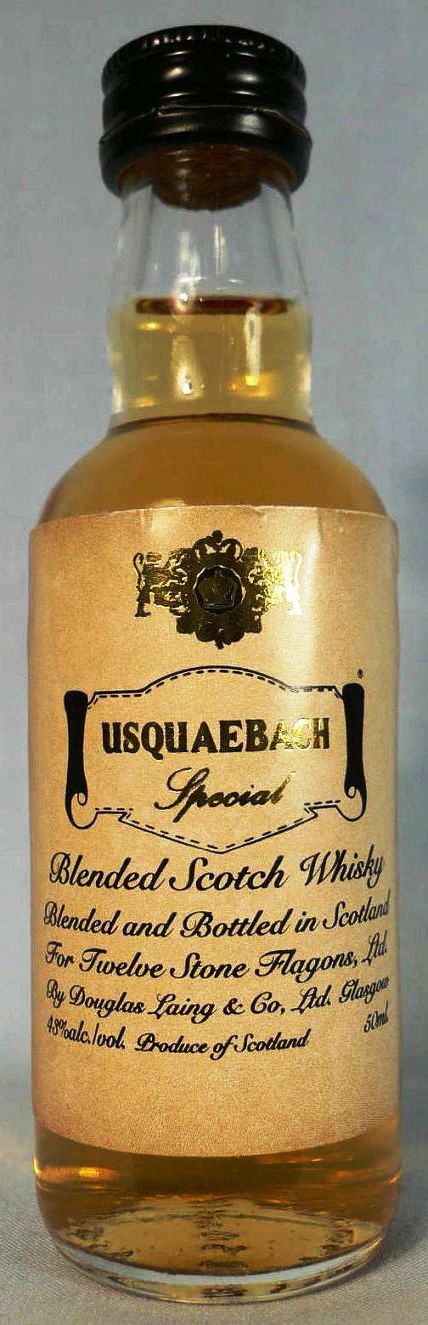 ®
USQUAEBACH
Special
Blended Scotch Whisky
Blended and Bottled in Scotland
For Twelve Stone Flagons, Ltd.
By Douglas Laing & Co, Ltd. Glasgow
43%alc./vol. Produce of Scotland 50ml.